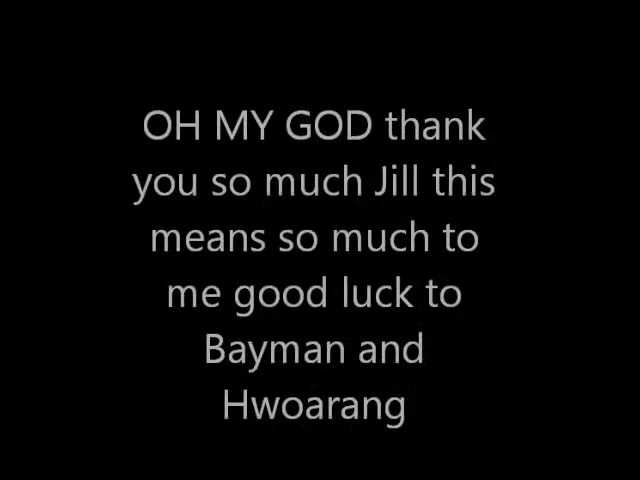 OH MY GOD thank
you so much Jill this
means so much to
me good luck to
Bayman and
Hwoarang